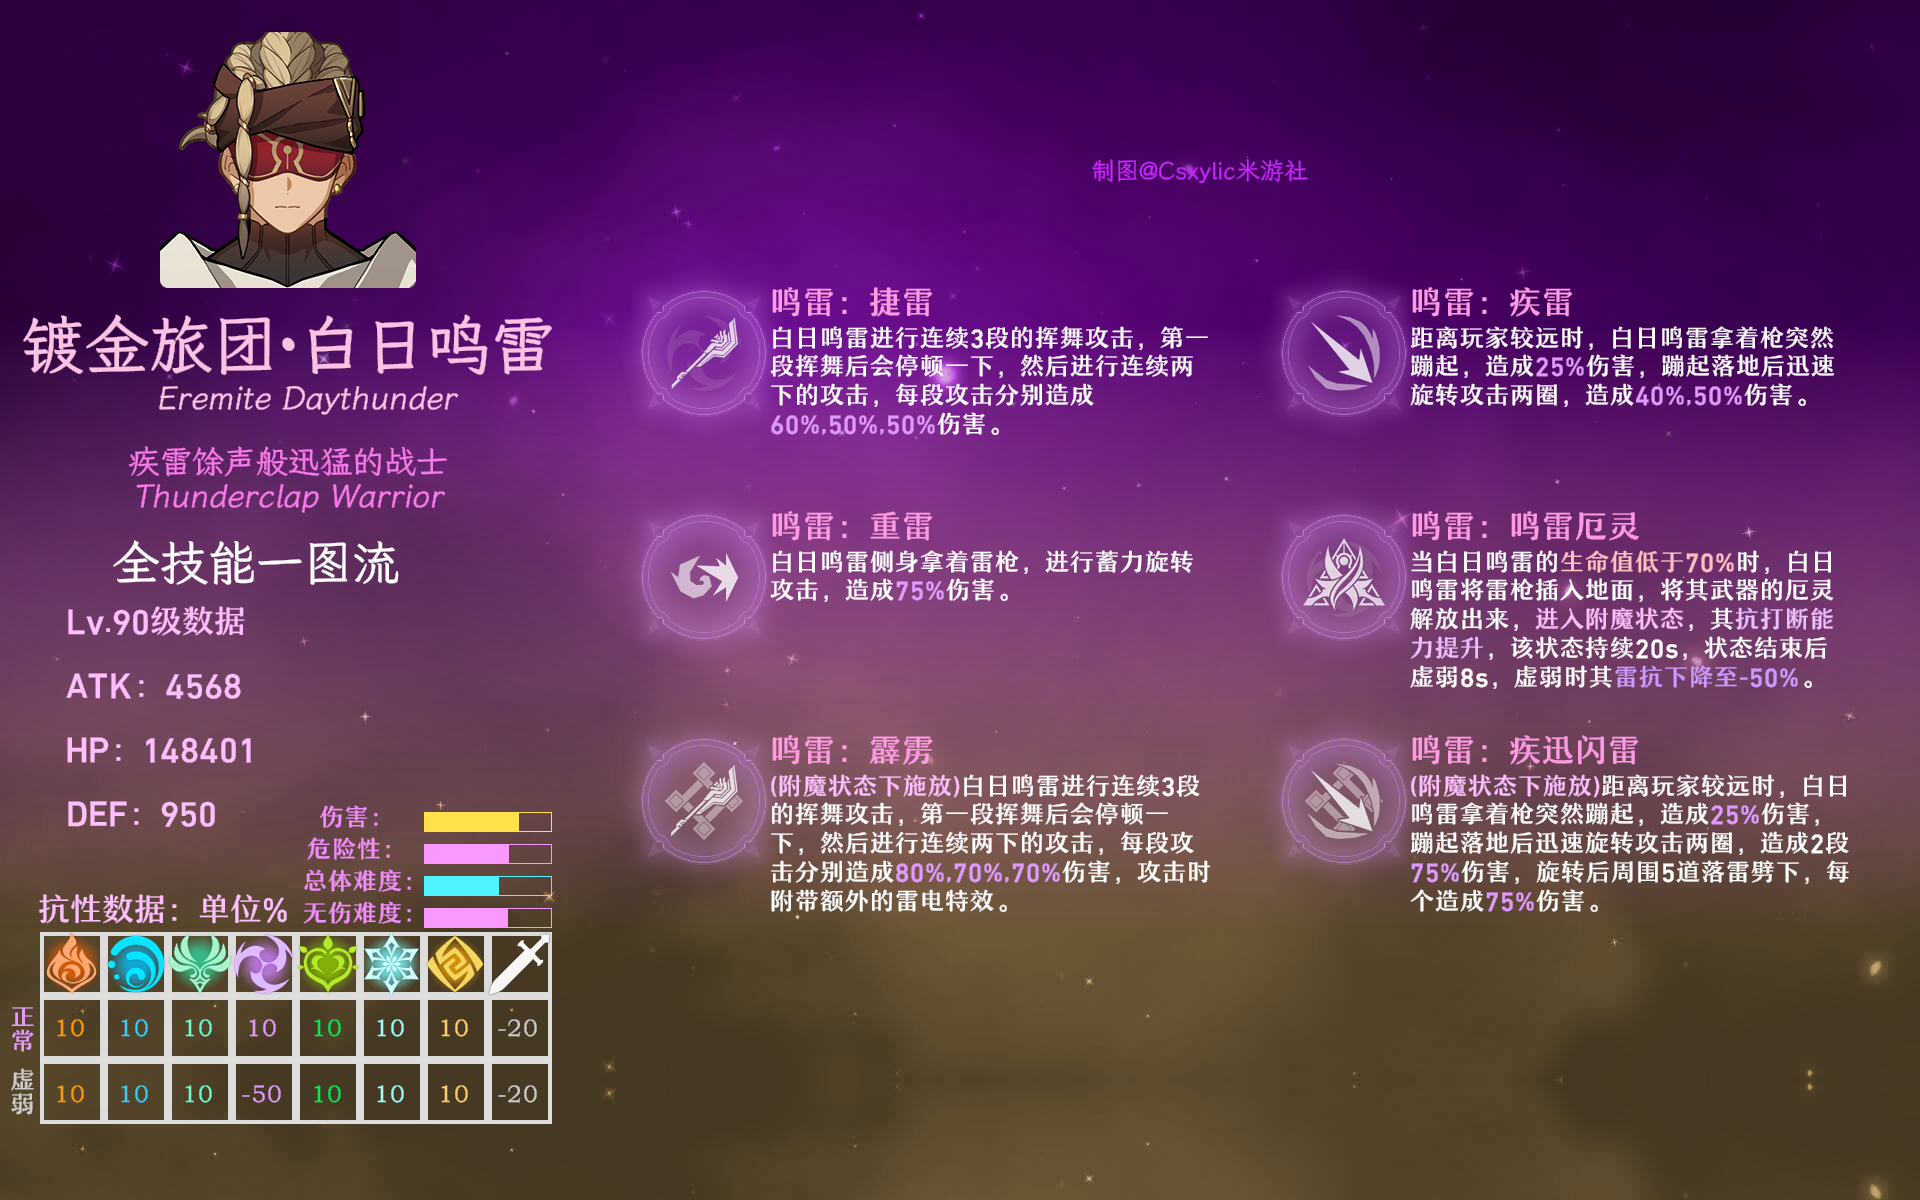 制图@Csxylic米游社
镀金旅团·白日鸣雷
Eremite Daythunder
疾雷馀声般迅猛的战士
Thunderclap Warrior
全技能一图流
Lv.90级数据
ATK：4568
HP：148401
DEF：950
伤害：
危险性：
总体难度：
无伤难度：
抗性数据：单位%
正常
10 10 10 10 10 10 10 -20
虚弱
10 10 10 -50 10 10 10 -20
鸣雷：捷雷
白日鸣雷进行连续3段的挥舞攻击，第一
段挥舞后会停顿一下，然后进行连续两
下的攻击，每段攻击分别造成
60%,50%,50%伤害。
鸣雷：疾雷
距离玩家较远时，白日鸣雷拿着枪突然
蹦起，造成25%伤害，蹦起落地后迅速
旋转攻击两圈，造成40%,50%伤害。
鸣雷：重雷
白日鸣雷侧身拿着雷枪，进行蓄力旋转
攻击，造成75%伤害。
鸣雷：鸣雷厄灵
当白日鸣雷的生命值低于70%时，白日
鸣雷将雷枪插入地面，将其武器的厄灵
解放出来，进入附魔状态，其抗打断能
力提升，该状态持续20s，状态结束后
虚弱8s，虚弱时其雷抗下降至-50%。
鸣雷：霹雳
(附魔状态下施放)白日鸣雷进行连续3段
的挥舞攻击，第一段挥舞后会停顿一
下，然后进行连续两下的攻击，每段攻
击分别造成80%,70%,70%伤害，攻击时
附带额外的雷电特效。
鸣雷：疾迅闪雷
(附魔状态下施放)距离玩家较远时，白日
鸣雷拿着枪突然蹦起，造成25%伤害，
蹦起落地后迅速旋转攻击两圈，造成2段
75%伤害，旋转后周围5道落雷劈下，每
个造成75%伤害。